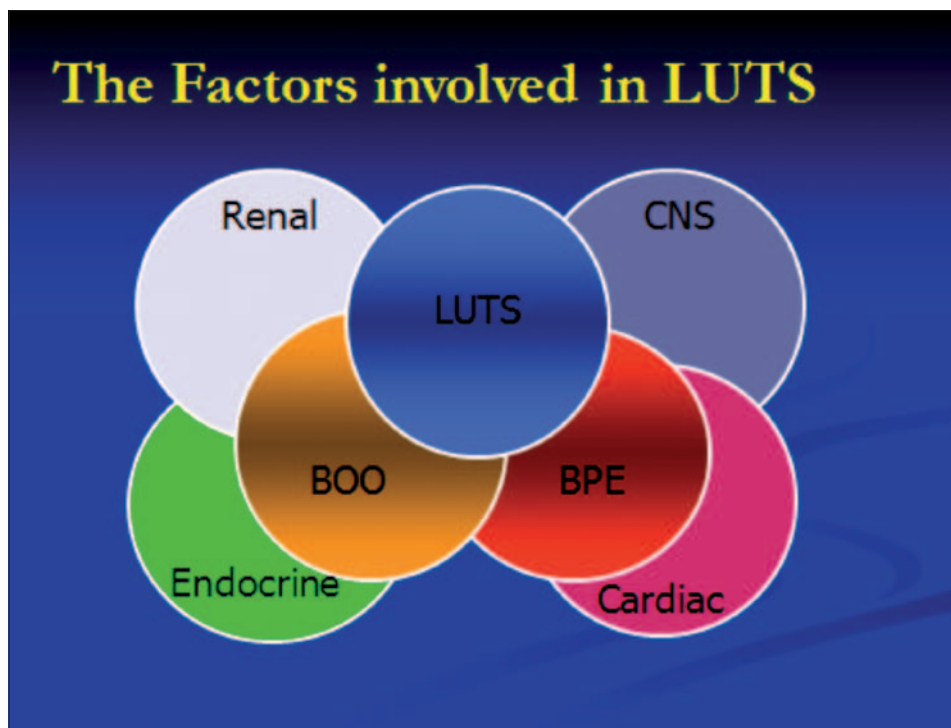 The Factors involved in LUTS
Renal
CNS
LUTS
BOO
BPE
Endocrine
Cardiac